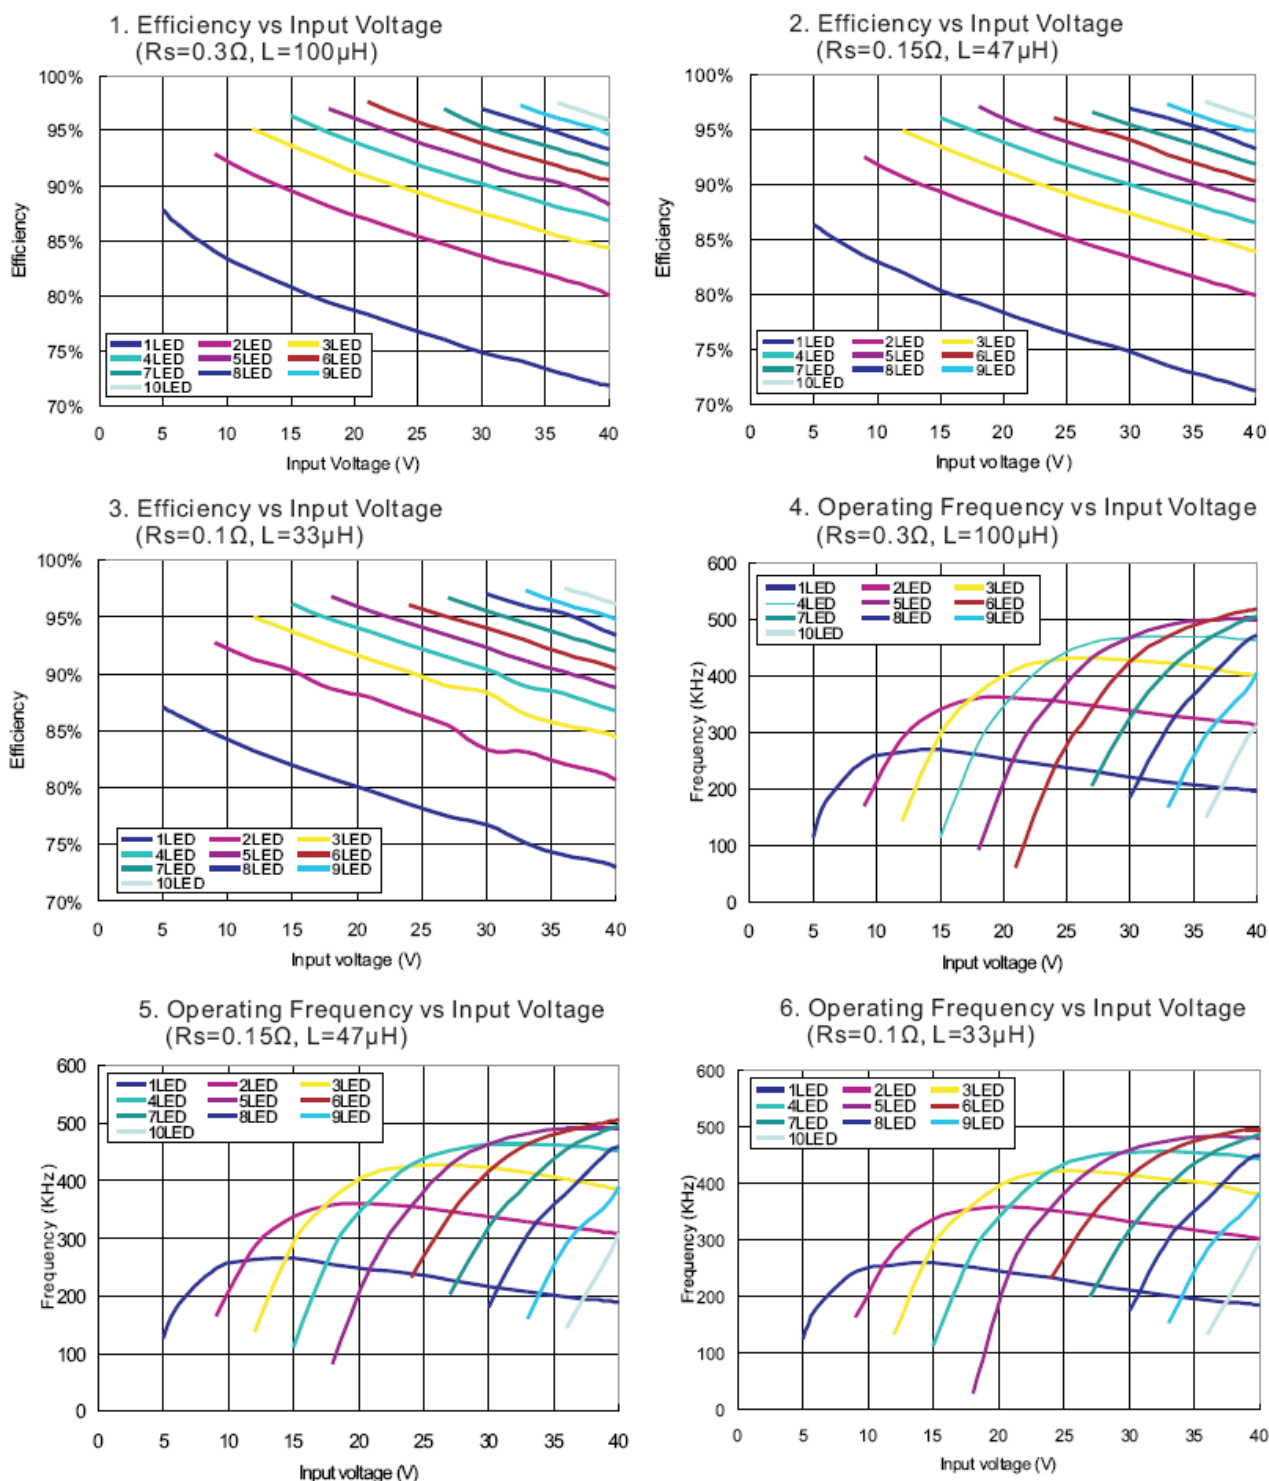 1. Efficiency vs Input Voltage
(Rs=0.3Ω, L=100μH)
100%
95%
90%
85%
80%
75%
70%
Efficiency
1LED 2LED 3LED
4LED 5LED 6LED
7LED 8LED 9LED
10LED
0 5 10 15 20 25 30 35 40
Input Voltage (V)
2. Efficiency vs Input Voltage
(Rs=0.15Ω, L=47μH)
100%
95%
90%
85%
80%
75%
70%
Efficiency
1LED 2LED 3LED
4LED 5LED 6LED
7LED 8LED 9LED
10LED
0 5 10 15 20 25 30 35 40
Input voltage (V)
3. Efficiency vs Input Voltage
(Rs=0.1Ω, L=33μH)
100%
95%
90%
85%
80%
75%
70%
Efficiency
1LED 2LED 3LED
4LED 5LED 6LED
7LED 8LED 9LED
10LED
0 5 10 15 20 25 30 35 40
Input voltage (V)
4. Operating Frequency vs Input Voltage
(Rs=0.3Ω, L=100μH)
600
500
400
300
200
100
0
Frequency (KHz)
1LED 2LED 3LED
4LED 5LED 6LED
7LED 8LED 9LED
10LED
0 5 10 15 20 25 30 35 40
Input voltage (V)
5. Operating Frequency vs Input Voltage
(Rs=0.15Ω, L=47μH)
600
500
400
300
200
100
0
Frequency (KHz)
1LED 2LED 3LED
4LED 5LED 6LED
7LED 8LED 9LED
10LED
0 5 10 15 20 25 30 35 40
Input voltage (V)
6. Operating Frequency vs Input Voltage
(Rs=0.1Ω, L=33μH)
600
500
400
300
200
100
0
Frequency (KHz)
1LED 2LED 3LED
4LED 5LED 6LED
7LED 8LED 9LED
10LED
0 5 10 15 20 25 30 35 40
Input voltage (V)